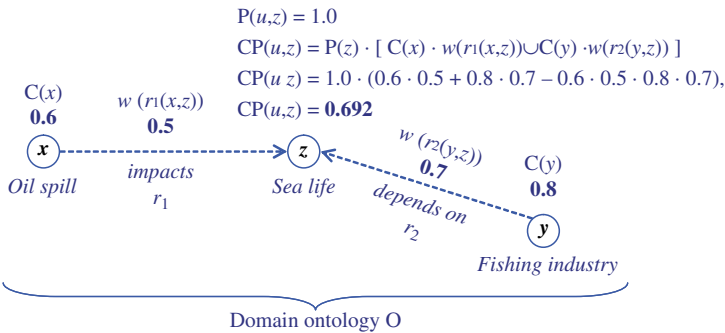 P(u,z) = 1.0
CP(u,z) = P(z) · [ C(x) · w(r1(x,z))∪C(y) ·w(r2(y,z)) ]
CP(u z) = 1.0 · (0.6 · 0.5 + 0.8 · 0.7 – 0.6 · 0.5 · 0.8 · 0.7),
CP(u,z) = 0.692
C(x)
0.6
w (r1(x,z))
0.5
x
Oil spill
impacts
r1
z
Sea life
w (r2(y,z))
0.7
depends on
r2
C(y)
0.8
y
Fishing industry
Domain ontology O